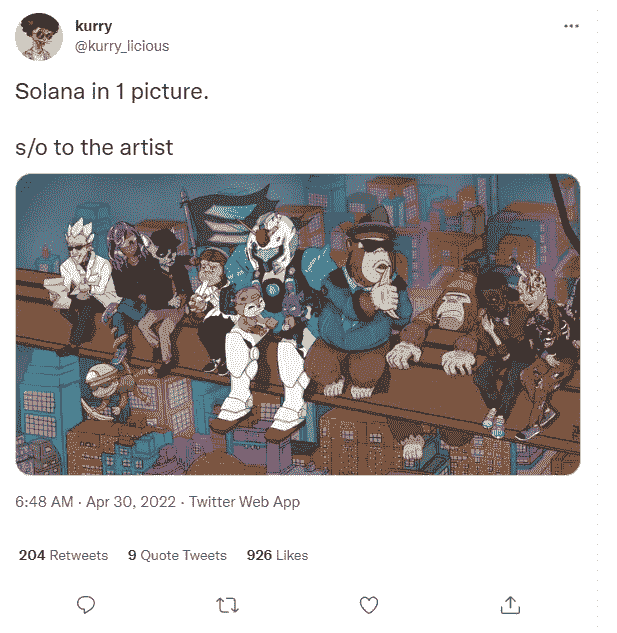 kurry
@kurry_licious
Solana in 1 picture.
s/o to the artist
6:48 AM · Apr 30, 2022 · Twitter Web App
204 Retweets 9 Quote Tweets 926 Likes